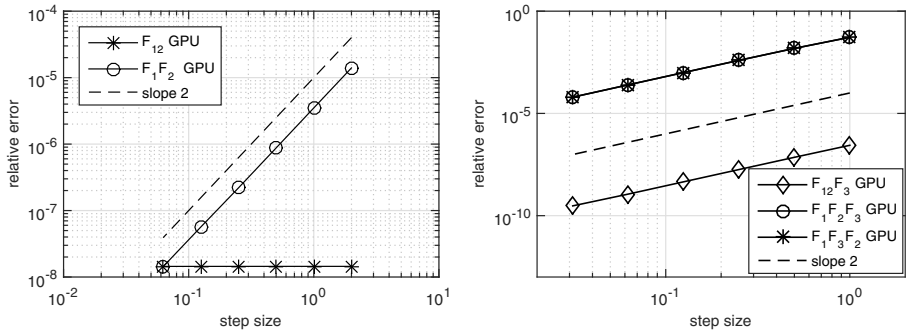 10^-4
10^-5
10^-6
10^-7
10^-8
relative error
F_12 GPU
F_1F_2 GPU
slope 2
10^-2
10^-1
10^0
10^1
step size
10^0
10^-5
10^-10
relative error
F_12F_3 GPU
F_1F_2F_3 GPU
F_1F_3F_2 GPU
slope 2
10^-1
10^0
step size